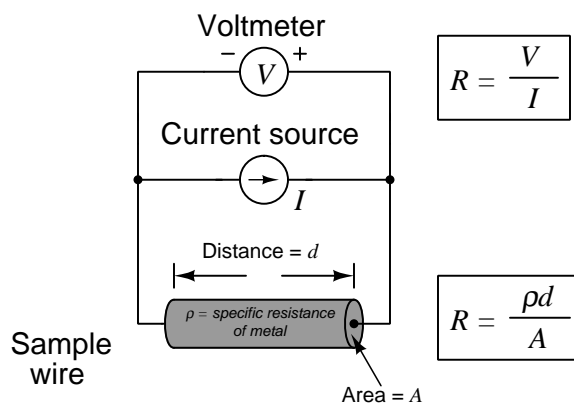 Voltmeter
− +
V
R = V / I
Current source
I
Distance = d
ρ = specific resistance
of metal
R = ρd / A
Sample
wire
Area = A